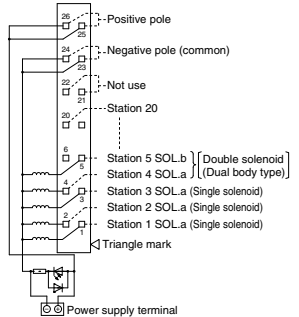 26
Positive pole
25
24
Negative pole (common)
23
22
Not use
21
Station 20
20
6
Station 5 SOL.b
Double solenoid
5
Station 4 SOL.a
(Dual body type)
4
Station 3 SOL.a (Single solenoid)
3
Station 2 SOL.a (Single solenoid)
2
Station 1 SOL.a (Single solenoid)
1
Triangle mark
Power supply terminal